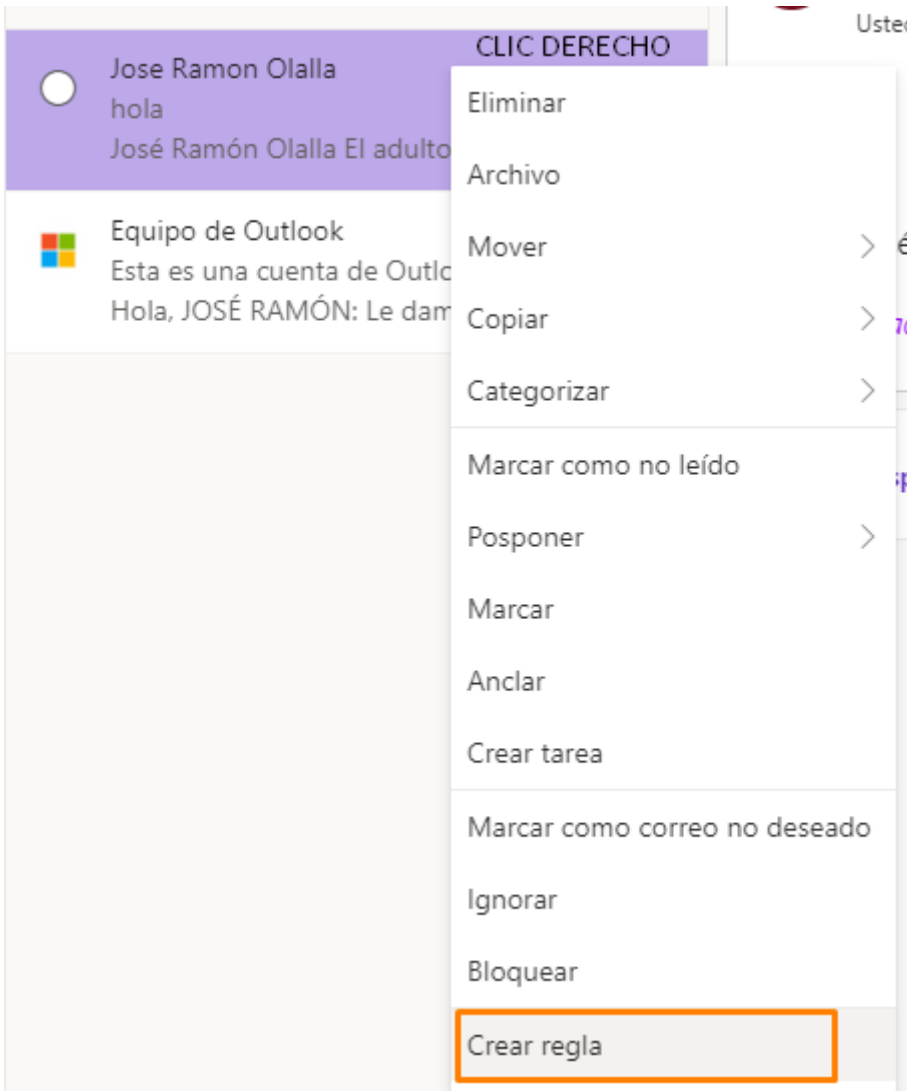 Uste
CLIC DERECHO
Jose Ramon Olalla
hola
José Ramón Olalla El adulto
Equipo de Outlook
Esta es una cuenta de Outlo
Hola, JOSÉ RAMÓN: Le dam
Eliminar
Archivo
Mover
Copiar
Categorizar
Marcar como no leído
Posponer
Marcar
Anclar
Crear tarea
Marcar como correo no deseado
Ignorar
Bloquear
Crear regla